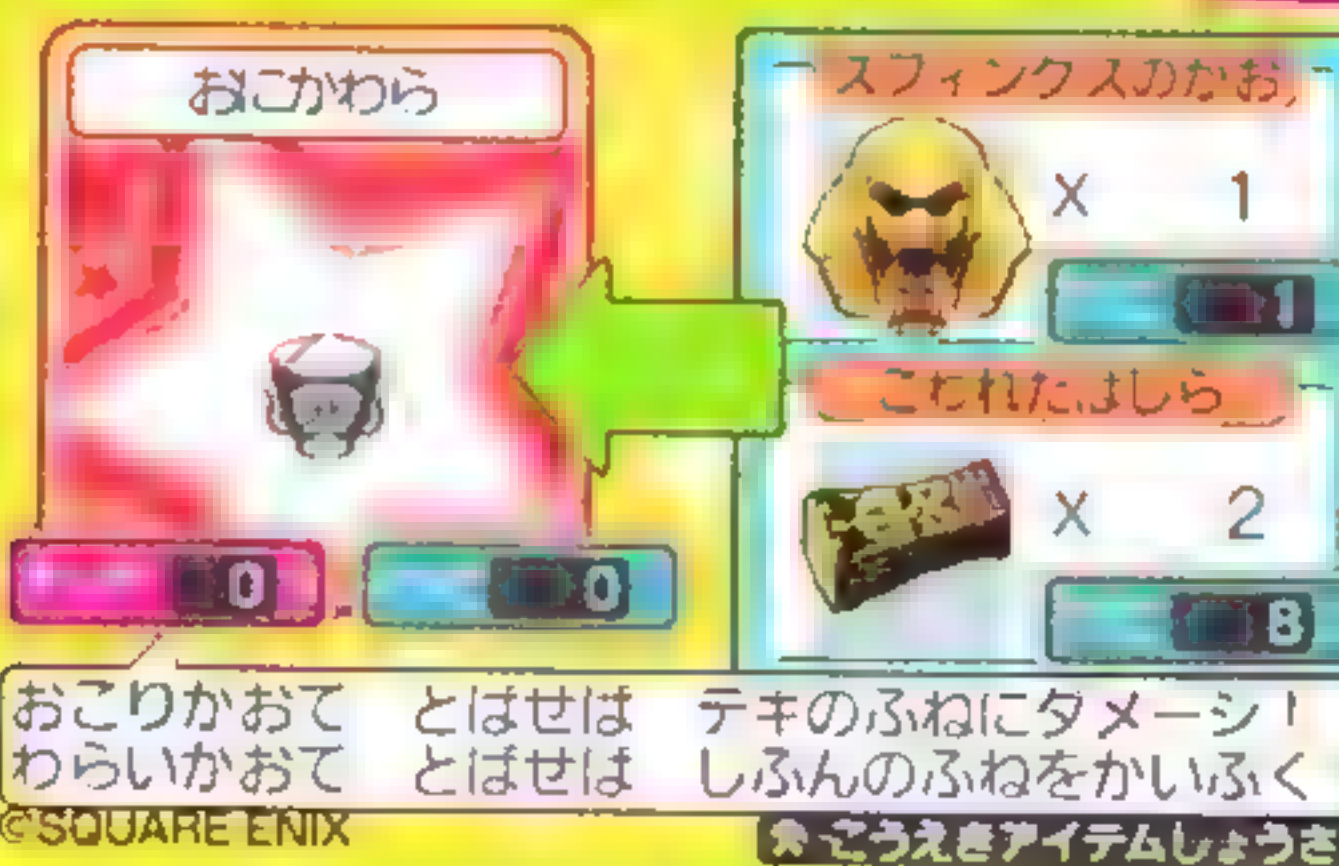 おこかわら
スフィンクスのかお
X 1
1
こわれたはしら
X 2
8
0 0
おこりかおで とばせば テキのふねにダメージ!
わらいかおで とばせば じぶんのふねをかいふく
©SQUARE ENIX
こうえきアイテムしょうさ